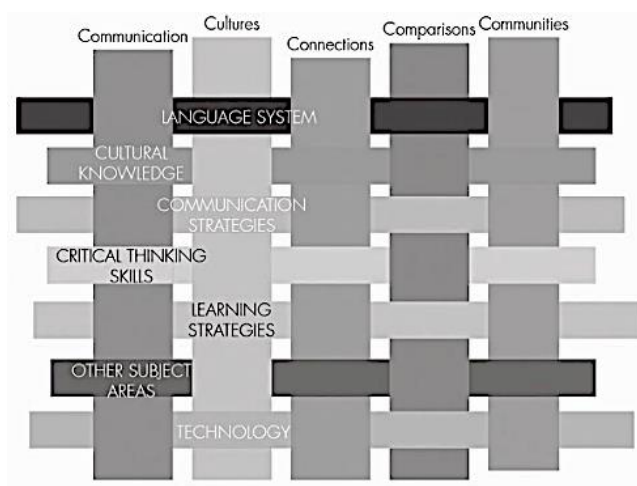 Communication
Cultures
Connections
Comparisons
Communities
LANGUAGE SYSTEM
CULTURAL
KNOWLEDGE
COMMUNICATION
STRATEGIES
CRITICAL THINKING
SKILLS
LEARNING
STRATEGIES
OTHER SUBJECT
AREAS
TECHNOLOGY